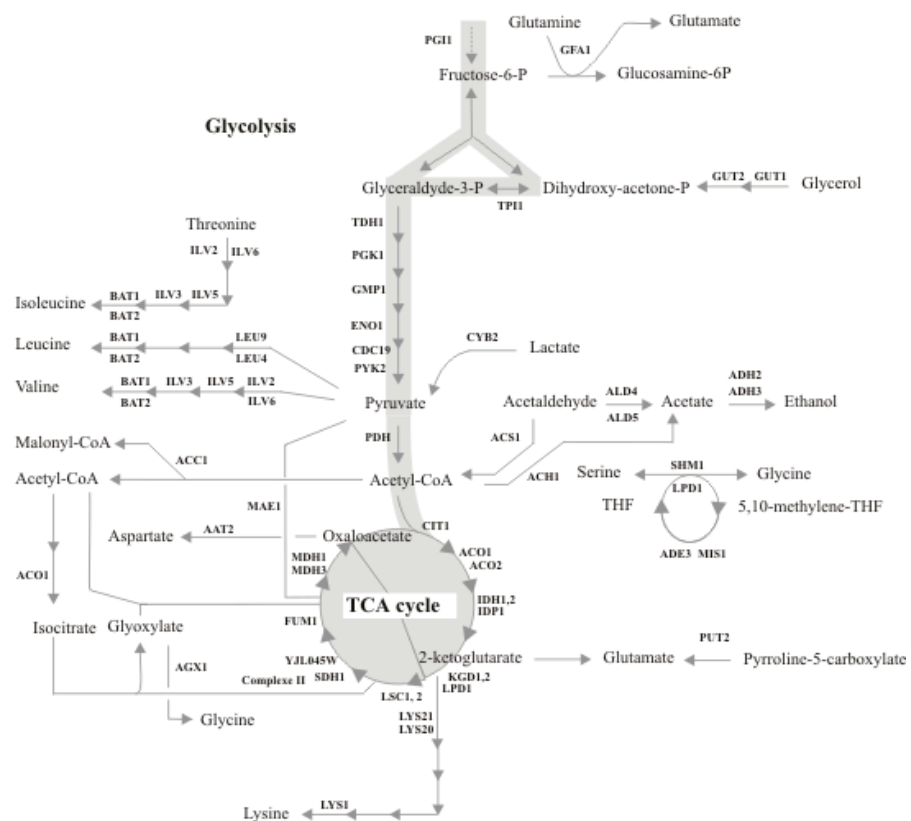 Glutamine
Glutamate
PGI1
GFA1
Fructose-6-P
Glucosamine-6P
Glycolysis
Glyceraldyde-3-P
Dihydroxy-acetone-P
GUT2 GUT1
Glycerol
TPI1
TDH1
Threonine
ILV2 ILV6
PGK1
GMP1
Isoleucine
BAT1 ILV3 ILV5
BAT2
ENO1
Leucine
BAT1 LEU9
BAT2 LEU4
CDC19
PYK2
CYB2
Lactate
Valine
BAT1 ILV3 ILV5 ILV2
BAT2 ILV6
Pyruvate
Acetaldehyde
ALD4
ALD5
Acetate
ADH2
ADH3
Ethanol
Malonyl-CoA
ACC1
PDH
ACS1
Acetyl-CoA
Acetyl-CoA
ACH1
Serine
SHM1
Glycine
LPD1
THF
5,10-methylene-THF
ADE3 MIS1
MAE1
CIT1
Aspartate
AAT2
Oxaloacetate
MDH1
MDH3
ACO1
ACO2
ACO1
TCA cycle
IDH1,2
IDP1
Isocitrate
Glyoxylate
FUM1
AGX1
YJL045W
SDH1
Complexe II
2-ketoglutarate
Glutamate
PUT2
Pyrroline-5-carboxylate
KGD1,2
LPD1
LSC1, 2
Glycine
LYS21
LYS20
Lysine
LYS1